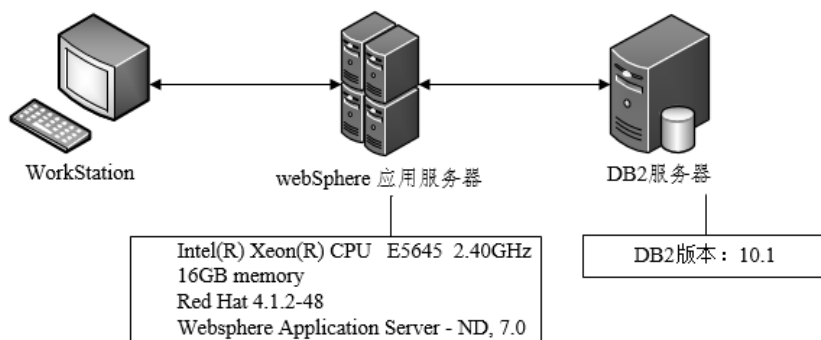 WorkStation
webSphere 应用服务器
DB2服务器
Intel(R) Xeon(R) CPU E5645 2.40GHz
16GB memory
Red Hat 4.1.2-48
Websphere Application Server - ND, 7.0
DB2版本：10.1